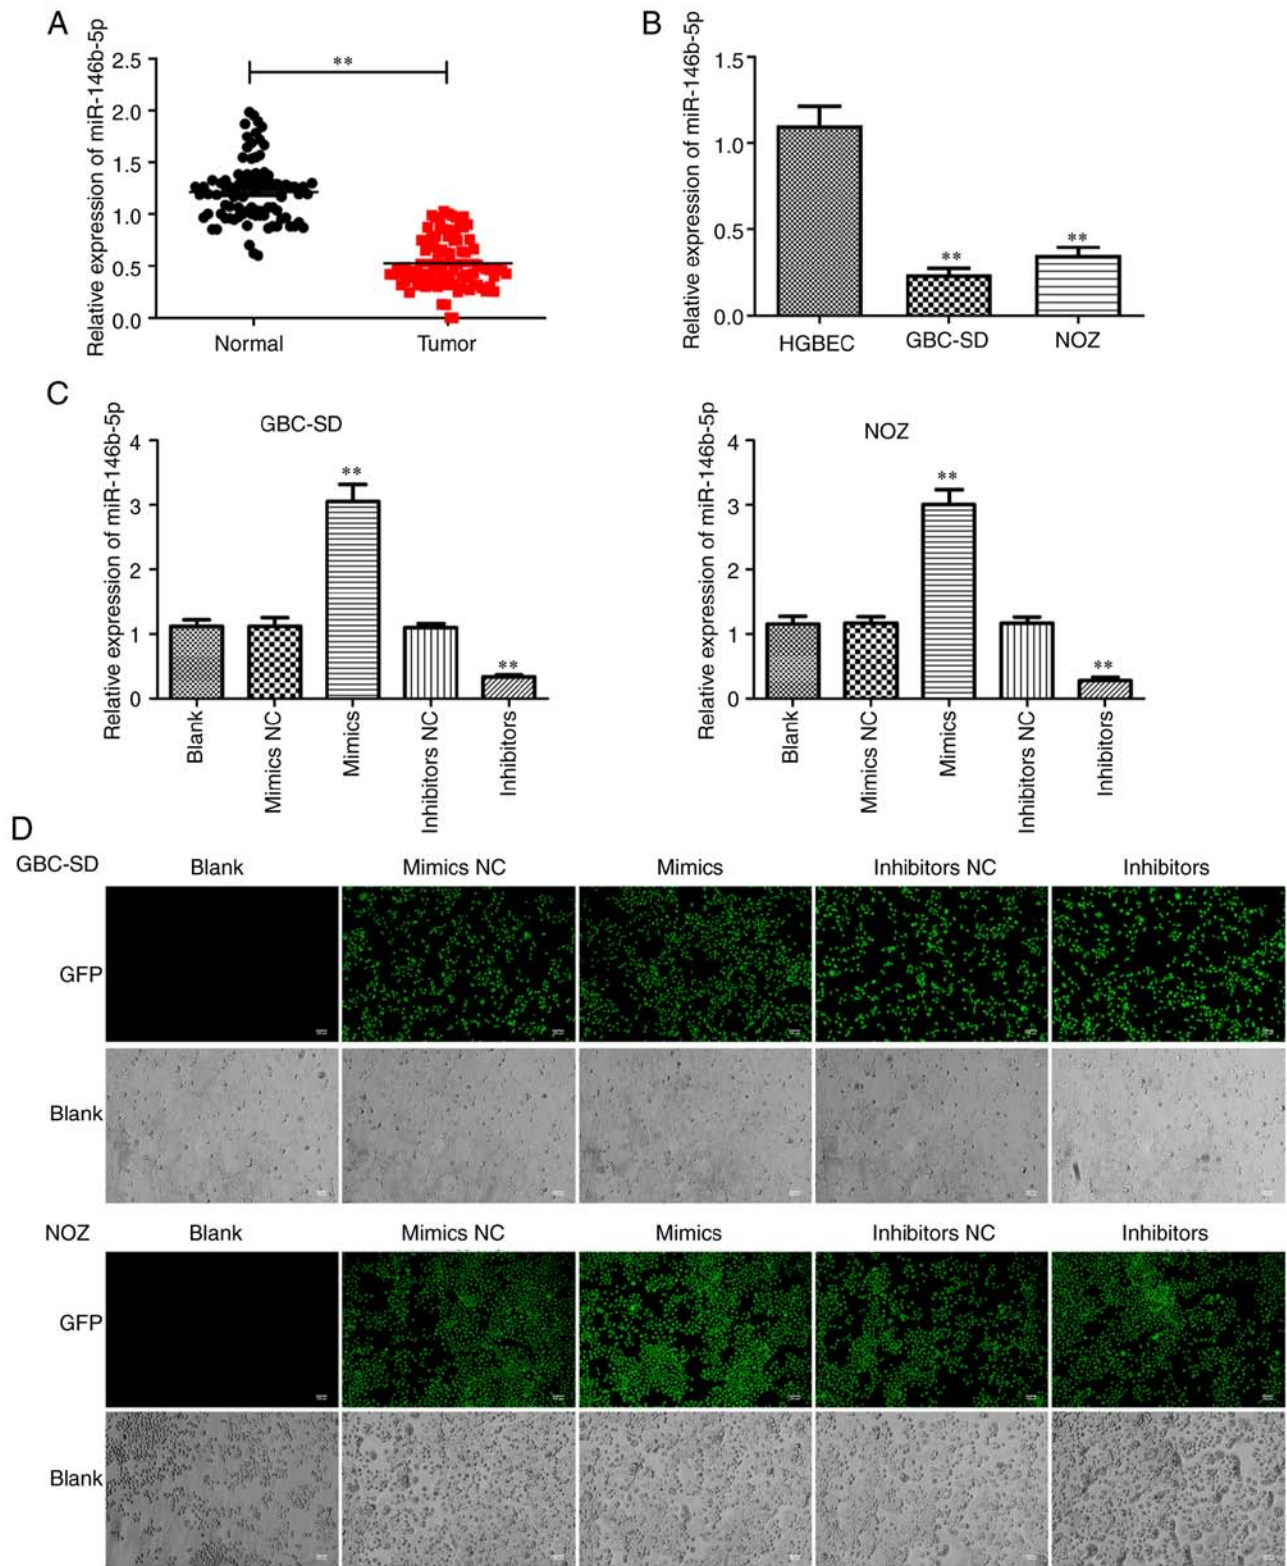 A
Relative expression of miR-146b-5p
2.5
2.0
1.5
1.0
0.5
0.0
**
Normal
Tumor
B
Relative expression of miR-146b-5p
1.5
1.0
0.5
0.0
**
**
HGBEC
GBC-SD
NOZ
C
GBC-SD
Relative expression of miR-146b-5p
4
3
2
1
0
**
**
Blank
Mimics NC
Mimics
Inhibitors NC
Inhibitors
NOZ
Relative expression of miR-146b-5p
4
3
2
1
0
**
**
Blank
Mimics NC
Mimics
Inhibitors NC
Inhibitors
D
GBC-SD
Blank
Mimics NC
Mimics
Inhibitors NC
Inhibitors
GFP
Blank
NOZ
Blank
Mimics NC
Mimics
Inhibitors NC
Inhibitors
GFP
Blank